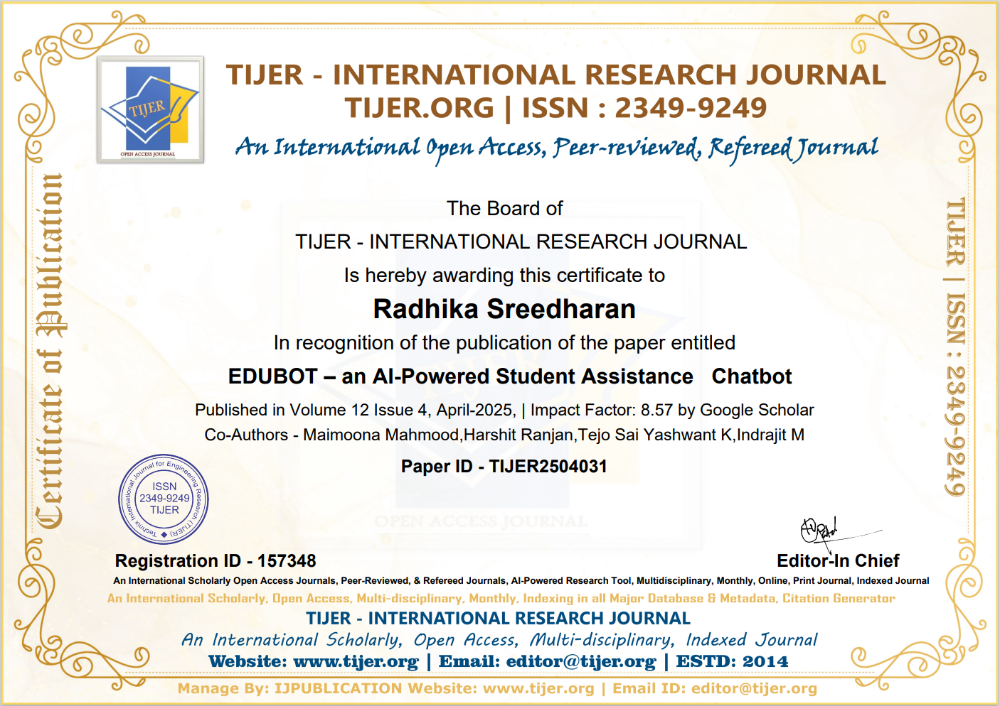 TIJER - INTERNATIONAL RESEARCH JOURNAL
TIJER.ORG | ISSN : 2349-9249
An International Open Access, Peer-reviewed, Refereed Journal
TIJER
OPEN ACCESS JOURNAL
Certificate of Publication
TIJER | ISSN : 2349-9249
The Board of
TIJER - INTERNATIONAL RESEARCH JOURNAL
Is hereby awarding this certificate to
Radhika Sreedharan
In recognition of the publication of the paper entitled
EDUBOT – an AI-Powered Student Assistance   Chatbot
Published in Volume 12 Issue 4, April-2025, | Impact Factor: 8.57 by Google Scholar
Co-Authors - Maimoona Mahmood,Harshit Ranjan,Tejo Sai Yashwant K,Indrajit M
Paper ID - TIJER2504031
TIJER
OPEN ACCESS JOURNAL
Technix International Journal for Engineering Research (TIJER)
ISSN
2349-9249
TIJER
Registration ID - 157348
Editor-In Chief
An International Scholarly Open Access Journals, Peer-Reviewed, & Refereed Journals, AI-Powered Research Tool, Multidisciplinary, Monthly, Online, Print Journal, Indexed Journal
An International Scholarly, Open Access, Multi-disciplinary, Monthly, Indexing in all Major Database & Metadata, Citation Generator
TIJER - INTERNATIONAL RESEARCH JOURNAL
An International Scholarly, Open Access, Multi-disciplinary, Indexed Journal
Website: www.tijer.org | Email: editor@tijer.org | ESTD: 2014
Manage By: IJPUBLICATION Website: www.tijer.org | Email ID: editor@tijer.org